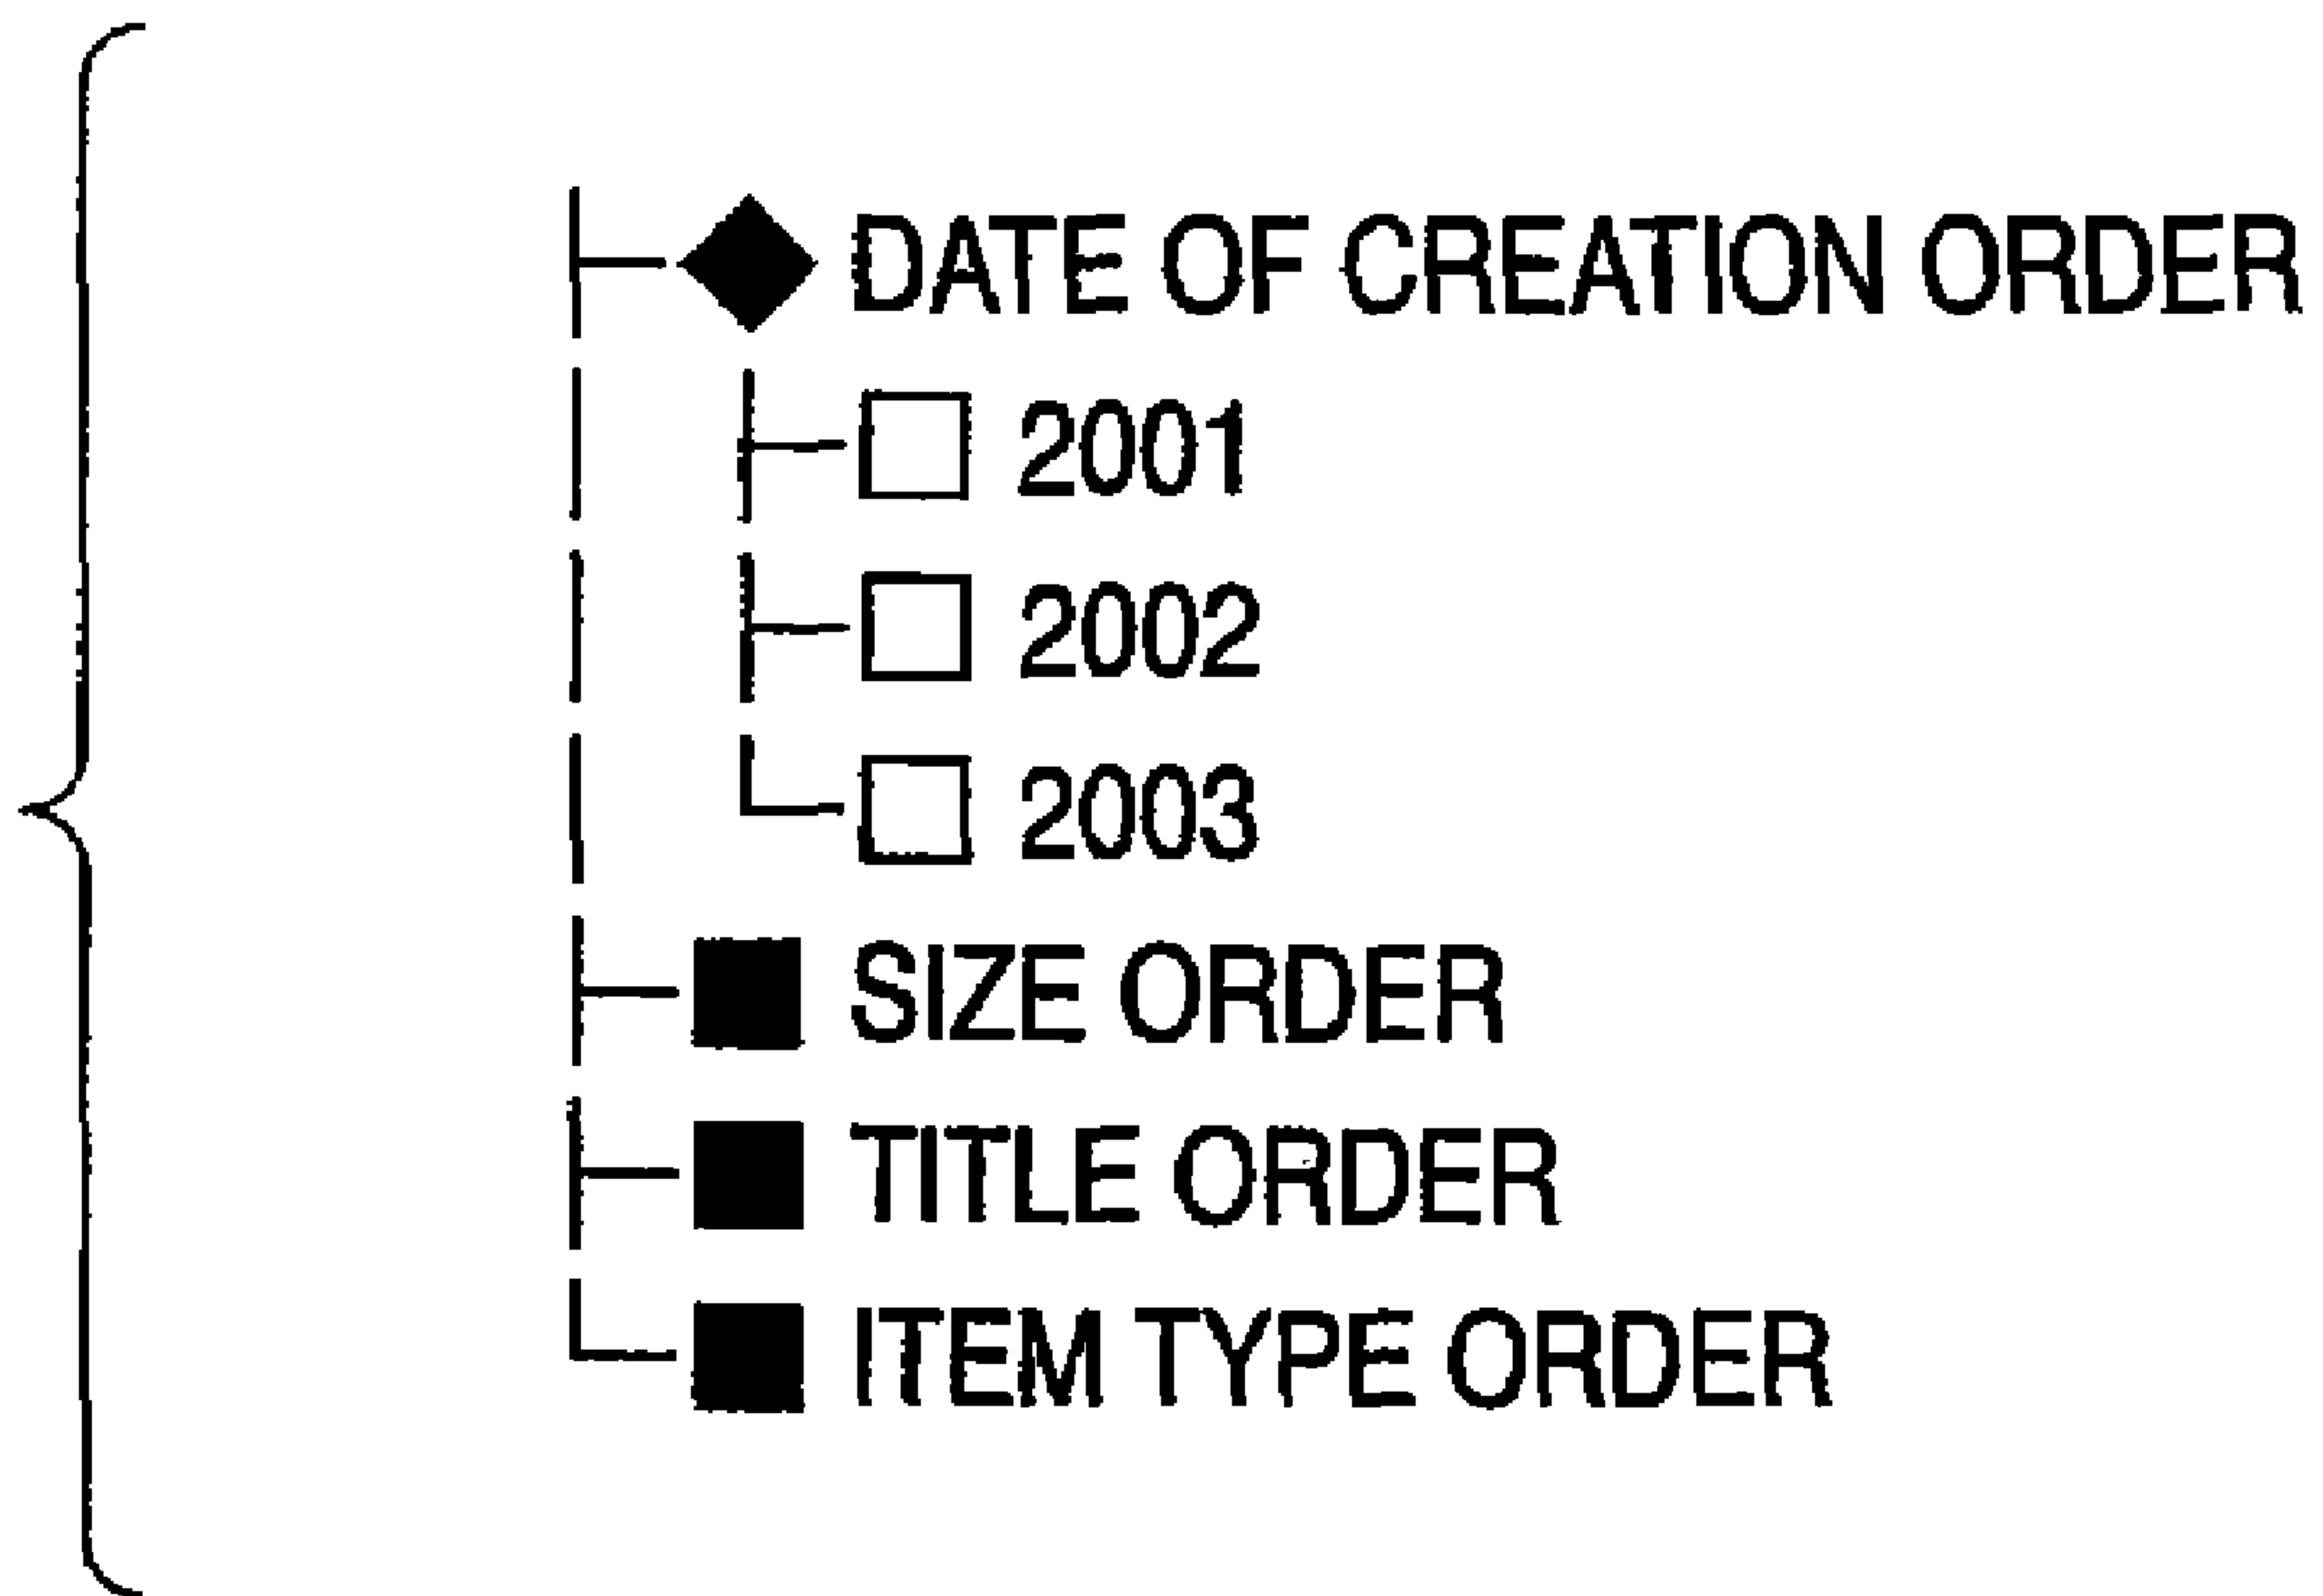 DATE OF CREATION ORDER
2001
2002
2003
SIZE ORDER
TITLE ORDER
ITEM TYPE ORDER